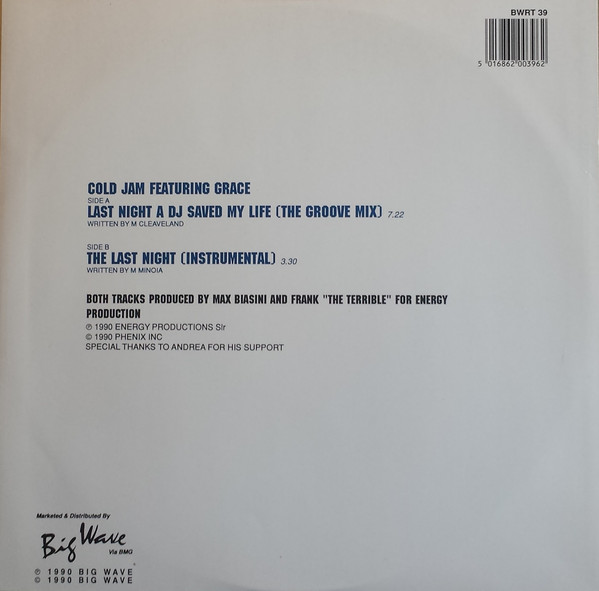 BWRT 39
5 016862 003962
COLD JAM FEATURING GRACE
SIDE A
LAST NIGHT A DJ SAVED MY LIFE (THE GROOVE MIX) 7.22
WRITTEN BY M CLEAVELAND
SIDE B
THE LAST NIGHT (INSTRUMENTAL) 3.30
WRITTEN BY M MINOIA
BOTH TRACKS PRODUCED BY MAX BIASINI AND FRANK "THE TERRIBLE" FOR ENERGY
PRODUCTION
℗ 1990 ENERGY PRODUCTIONS Slr
© 1990 PHENIX INC
SPECIAL THANKS TO ANDREA FOR HIS SUPPORT
Marketed & Distributed By
Big Wave
Via BMG
℗ 1990 BIG WAVE
© 1990 BIG WAVE